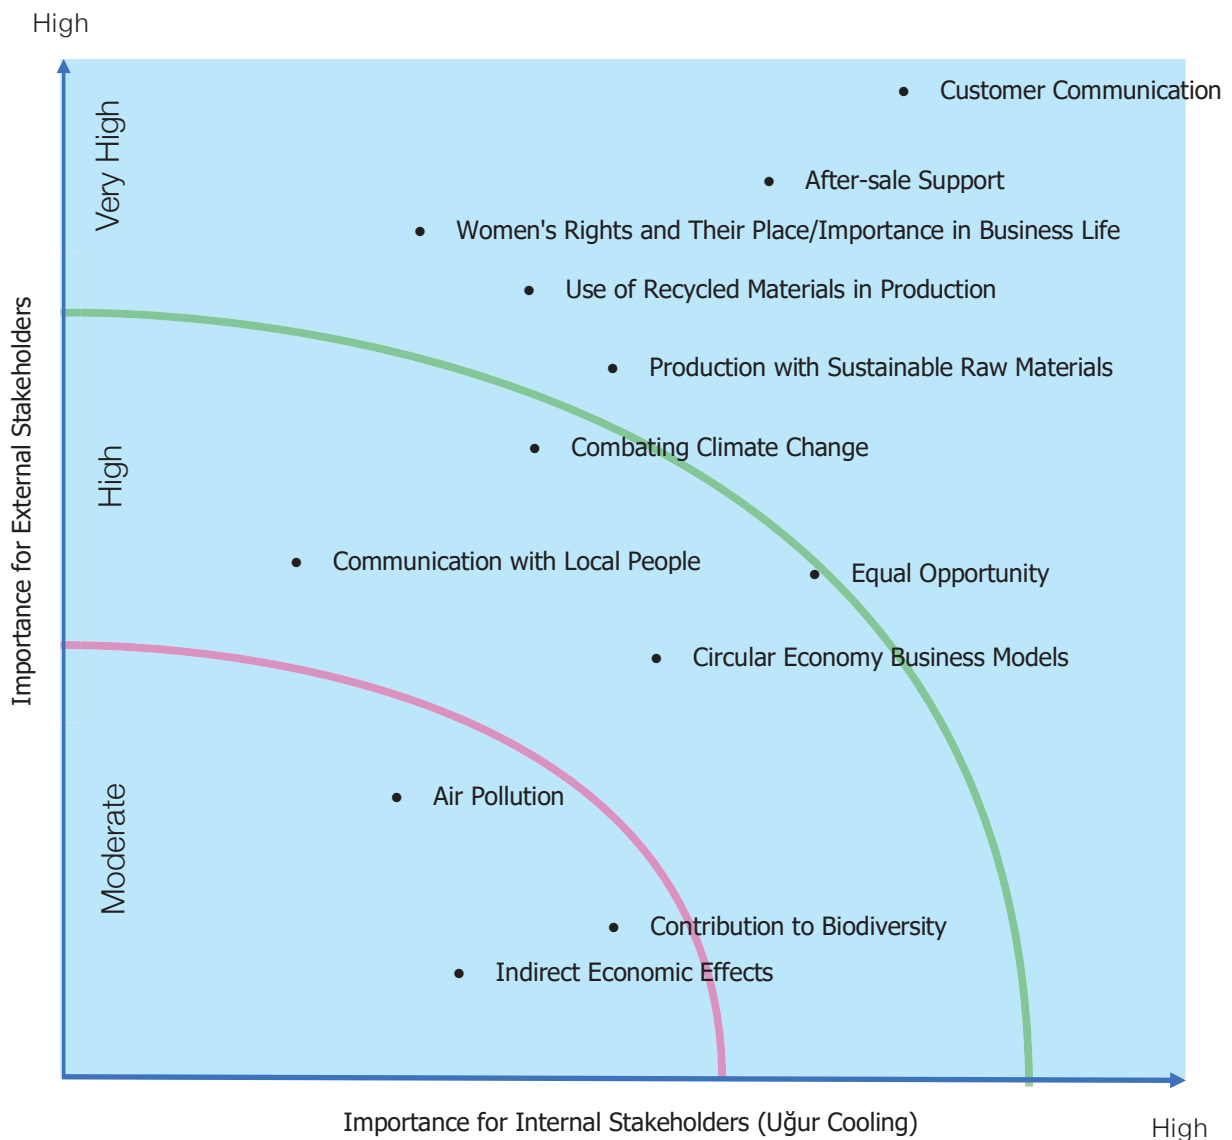 High
Customer Communication
Very High
After-sale Support
Women's Rights and Their Place/Importance in Business Life
Use of Recycled Materials in Production
Importance for External Stakeholders
Production with Sustainable Raw Materials
High
Combating Climate Change
Communication with Local People
Equal Opportunity
Circular Economy Business Models
Moderate
Air Pollution
Contribution to Biodiversity
Indirect Economic Effects
Importance for Internal Stakeholders (Uğur Cooling)
High